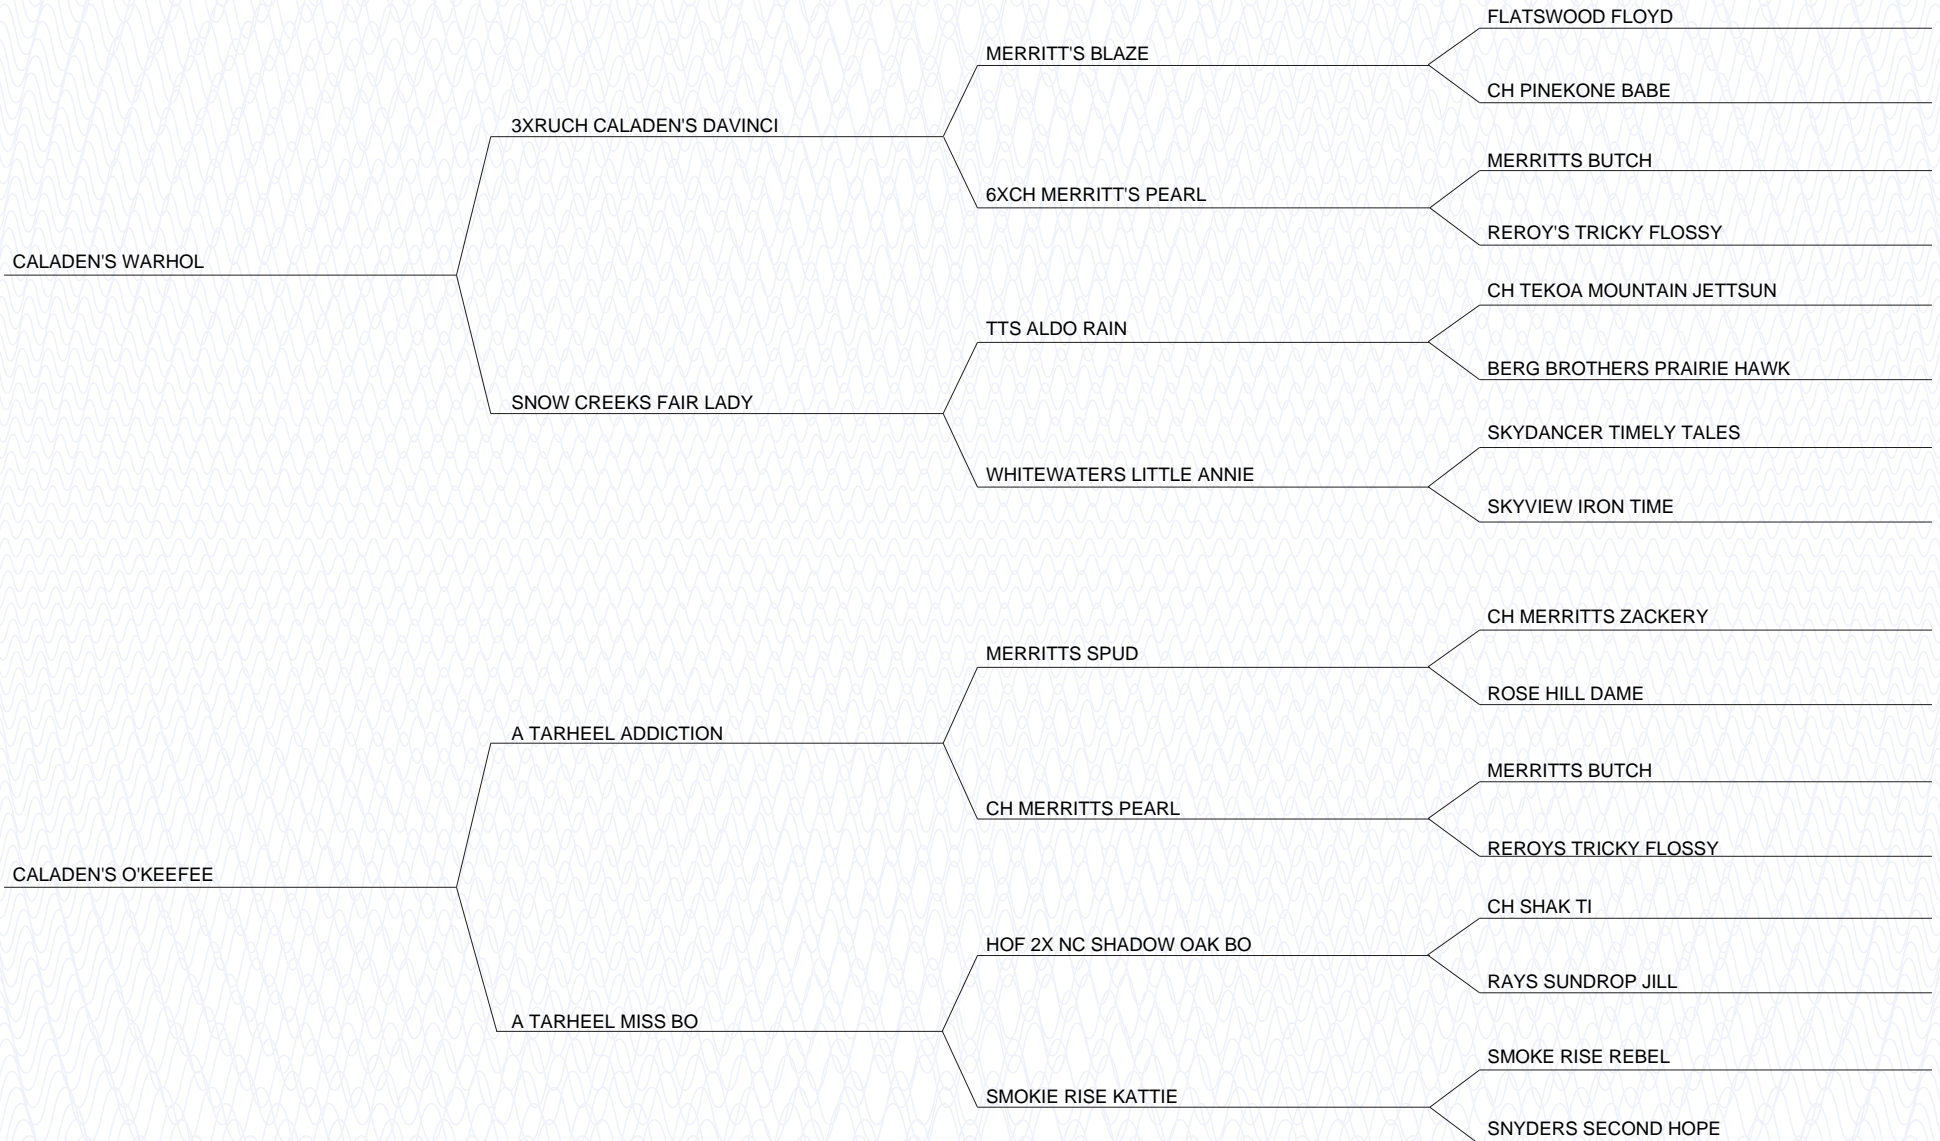 FLATSWOOD FLOYD
MERRITT'S BLAZE
CH PINEKONE BABE
3XRUCH CALADEN'S DAVINCI
MERRITTS BUTCH
6XCH MERRITT'S PEARL
REROY'S TRICKY FLOSSY
CALADEN'S WARHOL
CH TEKOA MOUNTAIN JETTSUN
TTS ALDO RAIN
BERG BROTHERS PRAIRIE HAWK
SNOW CREEKS FAIR LADY
SKYDANCER TIMELY TALES
WHITEWATERS LITTLE ANNIE
SKYVIEW IRON TIME
CH MERRITTS ZACKERY
MERRITTS SPUD
ROSE HILL DAME
A TARHEEL ADDICTION
MERRITTS BUTCH
CH MERRITTS PEARL
REROYS TRICKY FLOSSY
CALADEN'S O'KEEFEE
CH SHAK TI
HOF 2X NC SHADOW OAK BO
RAYS SUNDROP JILL
A TARHEEL MISS BO
SMOKE RISE REBEL
SMOKIE RISE KATTIE
SNYDERS SECOND HOPE